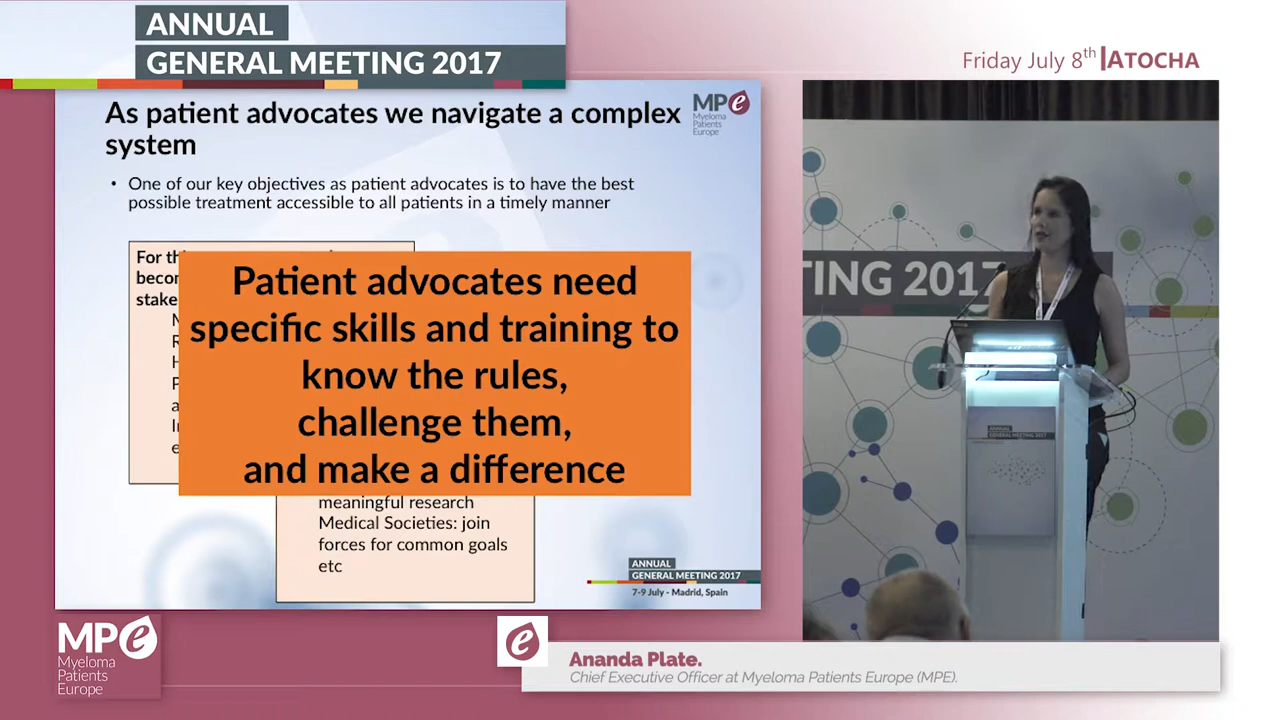 ANNUAL
GENERAL MEETING 2017
Friday July 8th ATOCHA
As patient advocates we navigate a complex
system
MPe
Myeloma
Patients
Europe
• One of our key objectives as patient advocates is to have the best
possible treatment accessible to all patients in a timely manner
For th
becor
stake
Patient advocates need
specific skills and training to
know the rules,
challenge them,
and make a difference
meaningful research
Medical Societies: join
forces for common goals
etc
ANNUAL
GENERAL MEETING 2017
7-9 July - Madrid, Spain
TING 2017
ANNUAL
GENERAL MEETING 2017
MPe
Myeloma
Patients
Europe
e
Ananda Plate.
Chief Executive Officer at Myeloma Patients Europe (MPE).